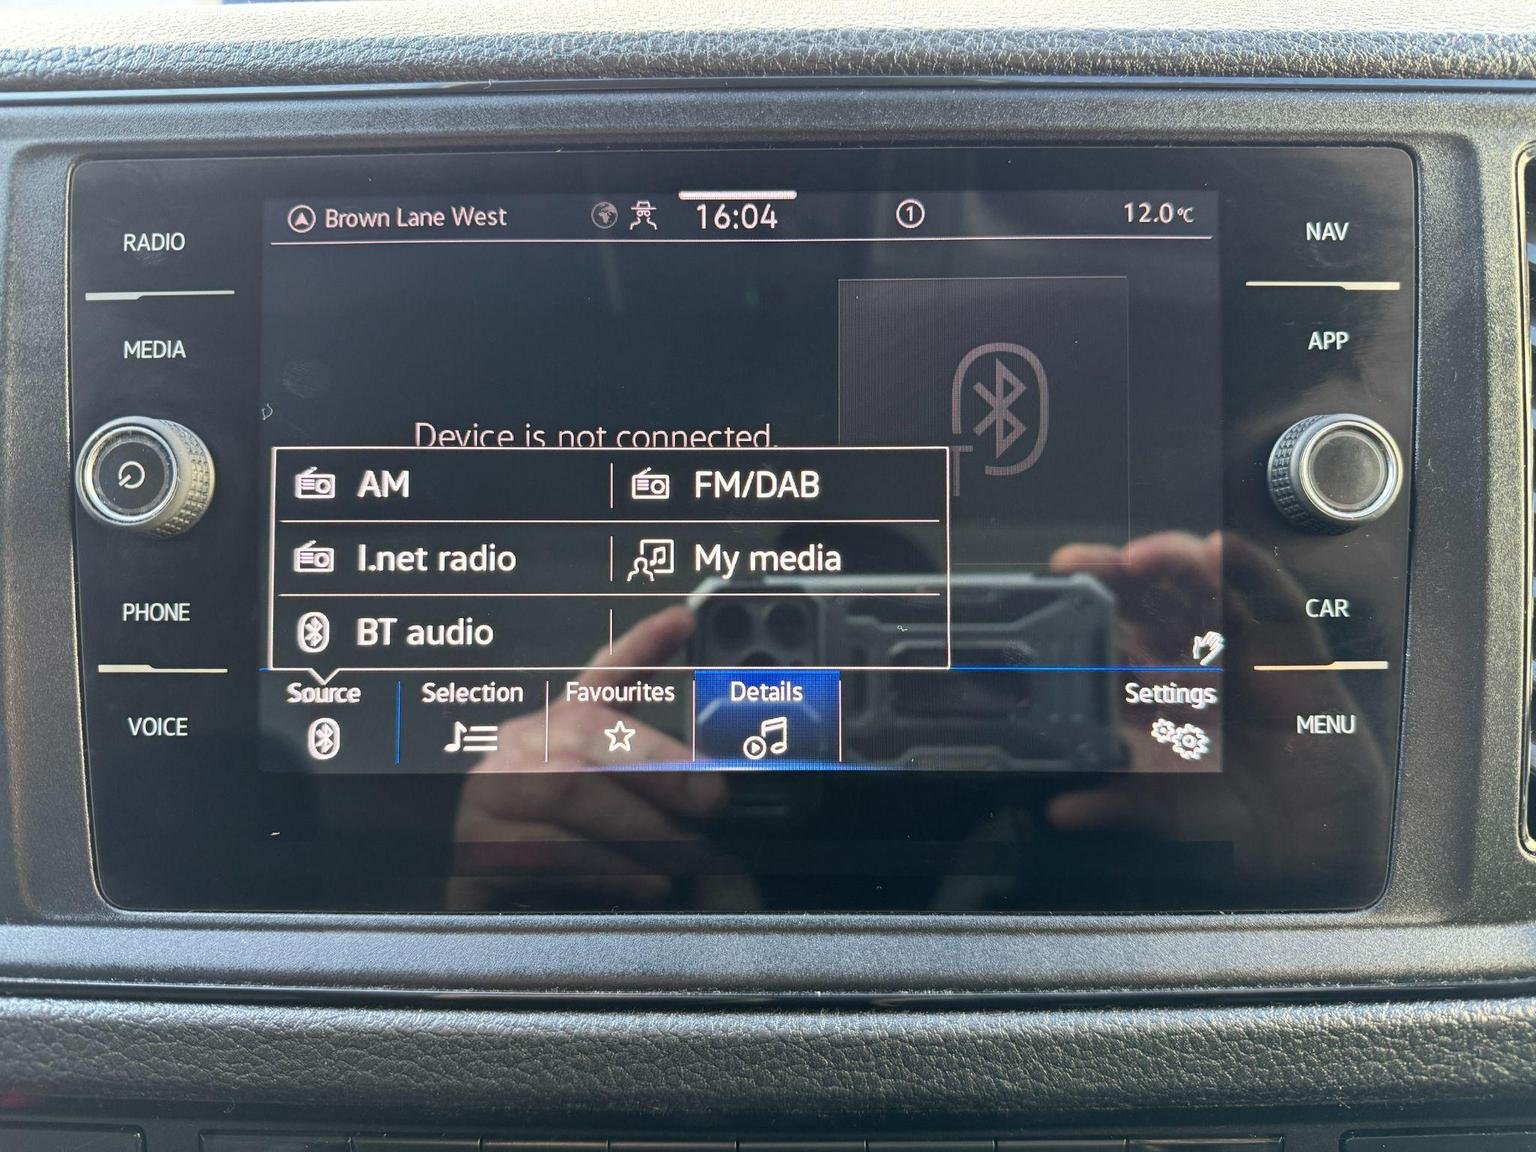 Brown Lane West
16:04
1
12.0°C
RADIO
NAV
MEDIA
APP
Device is not connected.
AM
FM/DAB
I.net radio
My media
PHONE
CAR
BT audio
Source
Selection
Favourites
Details
Settings
VOICE
MENU